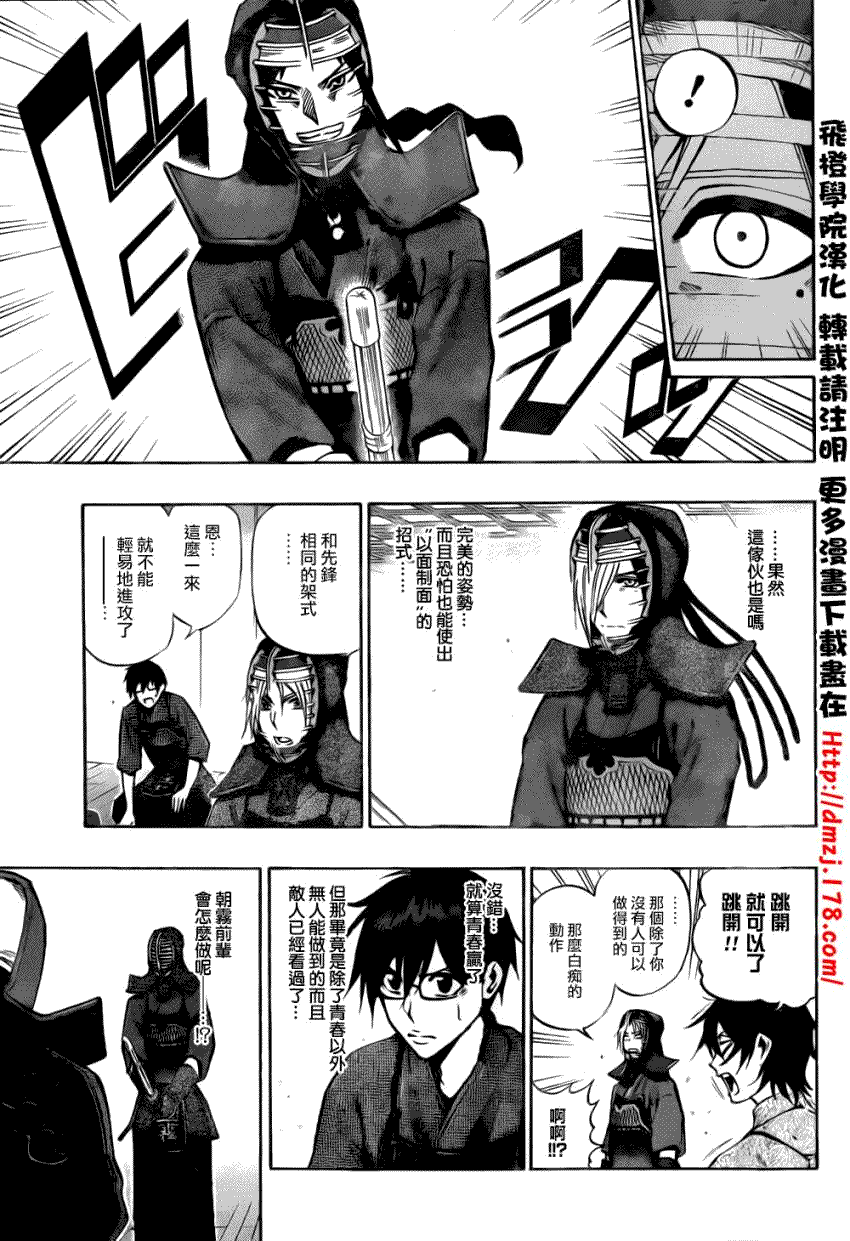 !
ビ
シ
ッ
……果然
這傢伙也是嗎
完美的姿勢…
而且恐怕也能使出
"以面制面"的
招式……
和先鋒
相同的架式
……
恩…
這麼一來
就不能
輕易地進攻了
——
跳開
就可以了
跳開!!
那個除了你
沒有人可以
做得到的
……
那麼白痴的
動作
啊啊!!?
沒錯…
就算青春贏了
但那畢竟是除了青春以外
無人能做到的而且
敵人已經看過了…
朝霧前輩
會怎麼做呢
……!?
飛橙學院漢化 轉載請注明 更多漫畫下載盡在 Http://dmzj.178.com/